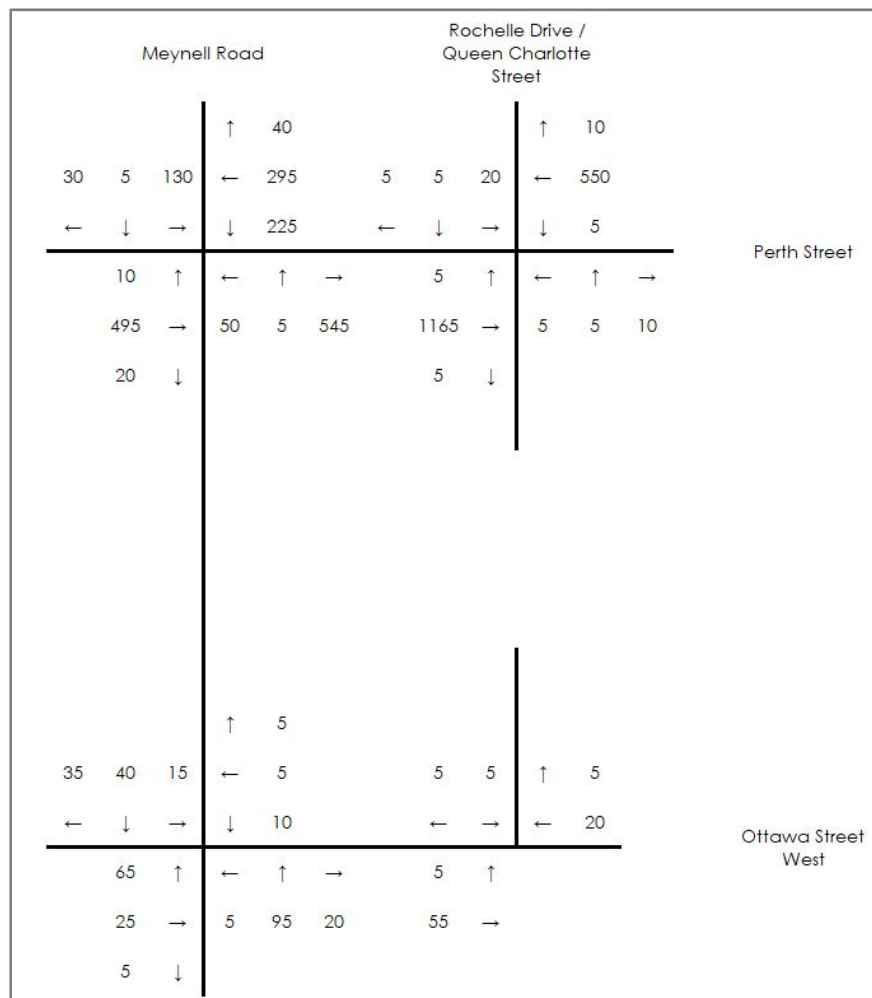 Meynell Road
Rochelle Drive /
Queen Charlotte
Street
↑ 40 ↑ 10
30 5 130 ← 295 5 5 20 ← 550
← ↓ → ↓ 225 ← ↓ → ↓ 5
Perth Street
10 ↑ ← ↑ → 5 ↑ ← ↑ →
495 → 50 5 545 1165 → 5 5 10
20 ↓ 5 ↓
↑ 5
35 40 15 ← 5 5 5 ↑ 5
← ↓ → ↓ 10 ← → ← 20
Ottawa Street
West
65 ↑ ← ↑ → 5 ↑
25 → 5 95 20 55 →
5 ↓